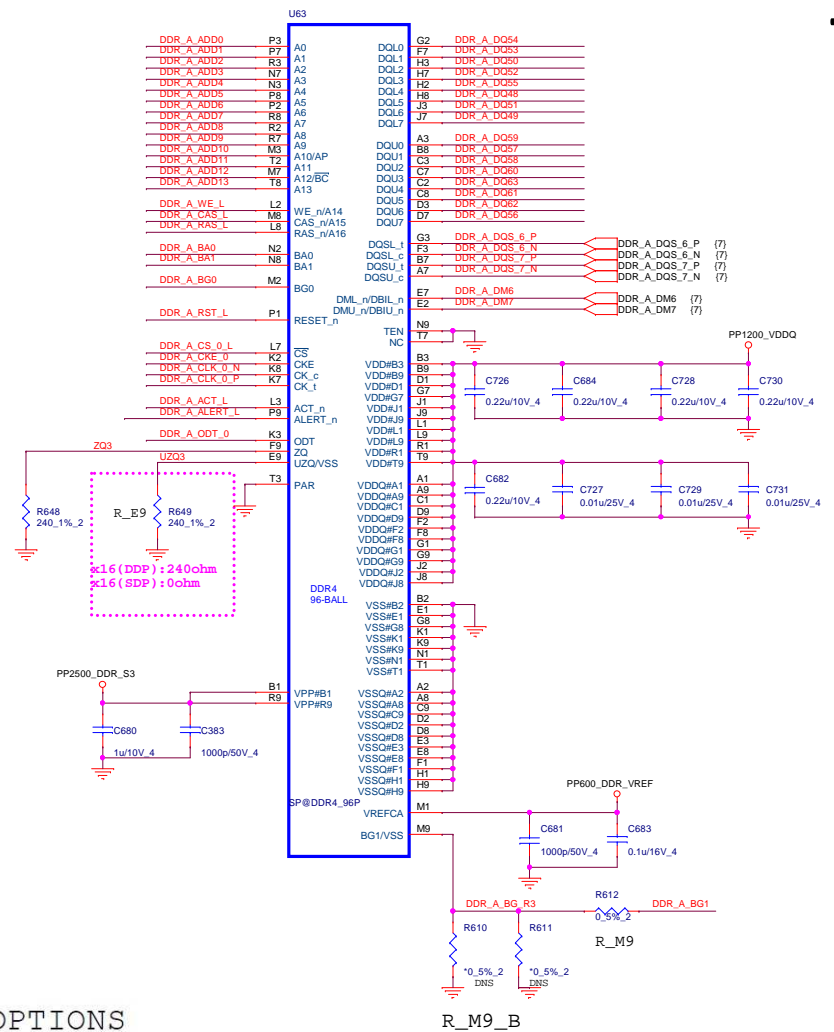 U63
DDR_A_ADD0 P3 A0 DQL0 G2 DDR_A_DQ54
DDR_A_ADD1 P7 A1 DQL1 F7 DDR_A_DQ53
DDR_A_ADD2 R3 A2 DQL2 H3 DDR_A_DQ50
DDR_A_ADD3 N7 A3 DQL3 H7 DDR_A_DQ52
DDR_A_ADD4 N3 A4 DQL4 H2 DDR_A_DQ55
DDR_A_ADD5 P8 A5 DQL5 H8 DDR_A_DQ48
DDR_A_ADD6 P2 A6 DQL6 J3 DDR_A_DQ51
DDR_A_ADD7 R8 A7 DQL7 J7 DDR_A_DQ49
DDR_A_ADD8 R2 A8
DDR_A_ADD9 R7 A9 DQU0 A3 DDR_A_DQ59
DDR_A_ADD10 M3 A10/AP DQU1 B8 DDR_A_DQ57
DDR_A_ADD11 T2 A11 DQU2 C3 DDR_A_DQ58
DDR_A_ADD12 M7 A12/BC DQU3 C7 DDR_A_DQ60
DDR_A_ADD13 T8 A13 DQU4 C2 DDR_A_DQ63
DQU5 C8 DDR_A_DQ61
DDR_A_WE_L L2 WE_n/A14 DQU6 D3 DDR_A_DQ62
DDR_A_CAS_L M8 CAS_n/A15 DQU7 D7 DDR_A_DQ56
DDR_A_RAS_L L8 RAS_n/A16
DQSL_t G3 DDR_A_DQS_6_P DDR_A_DQS_6_P {7}
DDR_A_BA0 N2 BA0 DQSL_c F3 DDR_A_DQS_6_N DDR_A_DQS_6_N {7}
DDR_A_BA1 N8 BA1 DQSU_t B7 DDR_A_DQS_7_P DDR_A_DQS_7_P {7}
DQSU_c A7 DDR_A_DQS_7_N DDR_A_DQS_7_N {7}
DDR_A_BG0 M2 BG0
DML_n/DBIL_n E7 DDR_A_DM6 DDR_A_DM6 {7}
DMU_n/DBIU_n E2 DDR_A_DM7 DDR_A_DM7 {7}
DDR_A_RST_L P1 RESET_n
TEN N9
NC T7
PP1200_VDDQ
DDR_A_CS_0_L L7 CS
DDR_A_CKE_0 K2 CKE VDD#B3 B3
DDR_A_CLK_0_N K8 CK_c VDD#B9 B9
DDR_A_CLK_0_P K7 CK_t VDD#D1 D1
VDD#G7 G7
DDR_A_ACT_L L3 ACT_n VDD#J1 J1
DDR_A_ALERT_L P9 ALERT_n VDD#J9 J9
VDD#L1 L1
DDR_A_ODT_0 K3 ODT VDD#L9 L9
ZQ3 F9 ZQ VDD#R1 R1
UZQ3 E9 UZQ/VSS VDD#T9 T9
C726 C684 C728 C730
0.22u/10V_4 0.22u/10V_4 0.22u/10V_4 0.22u/10V_4
T3 PAR
VDDQ#A1 A1
VDDQ#A9 A9
VDDQ#C1 C1
VDDQ#D9 D9
VDDQ#F2 F2
VDDQ#F8 F8
VDDQ#G1 G1
VDDQ#G9 G9
VDDQ#J2 J2
VDDQ#J8 J8
C682 C727 C729 C731
0.22u/10V_4 0.01u/25V_4 0.01u/25V_4 0.01u/25V_4
R648
240_1%_2
R_E9
R649
240_1%_2
x16(DDP):240ohm
x16(SDP):0ohm
DDR4
96-BALL
VSS#B2 B2
VSS#E1 E1
VSS#G8 G8
VSS#K1 K1
VSS#K9 K9
VSS#N1 N1
VSS#T1 T1
PP2500_DDR_S3
B1 VPP#B1
R9 VPP#R9
C680 C383
1u/10V_4 1000p/50V_4
VSSQ#A2 A2
VSSQ#A8 A8
VSSQ#C9 C9
VSSQ#D2 D2
VSSQ#D8 D8
VSSQ#E3 E3
VSSQ#E8 E8
VSSQ#F1 F1
VSSQ#H1 H1
VSSQ#H9 H9
SP@DDR4_96P
PP600_DDR_VREF
VREFCA M1
BG1/VSS M9
C681 C683
1000p/50V_4 0.1u/16V_4
DDR_A_BG_R3
R612
DDR_A_BG1
0_5%_2
R_M9
R610 R611
*0_5%_2 *0_5%_2
DNS DNS
R_M9_B
OPTIONS